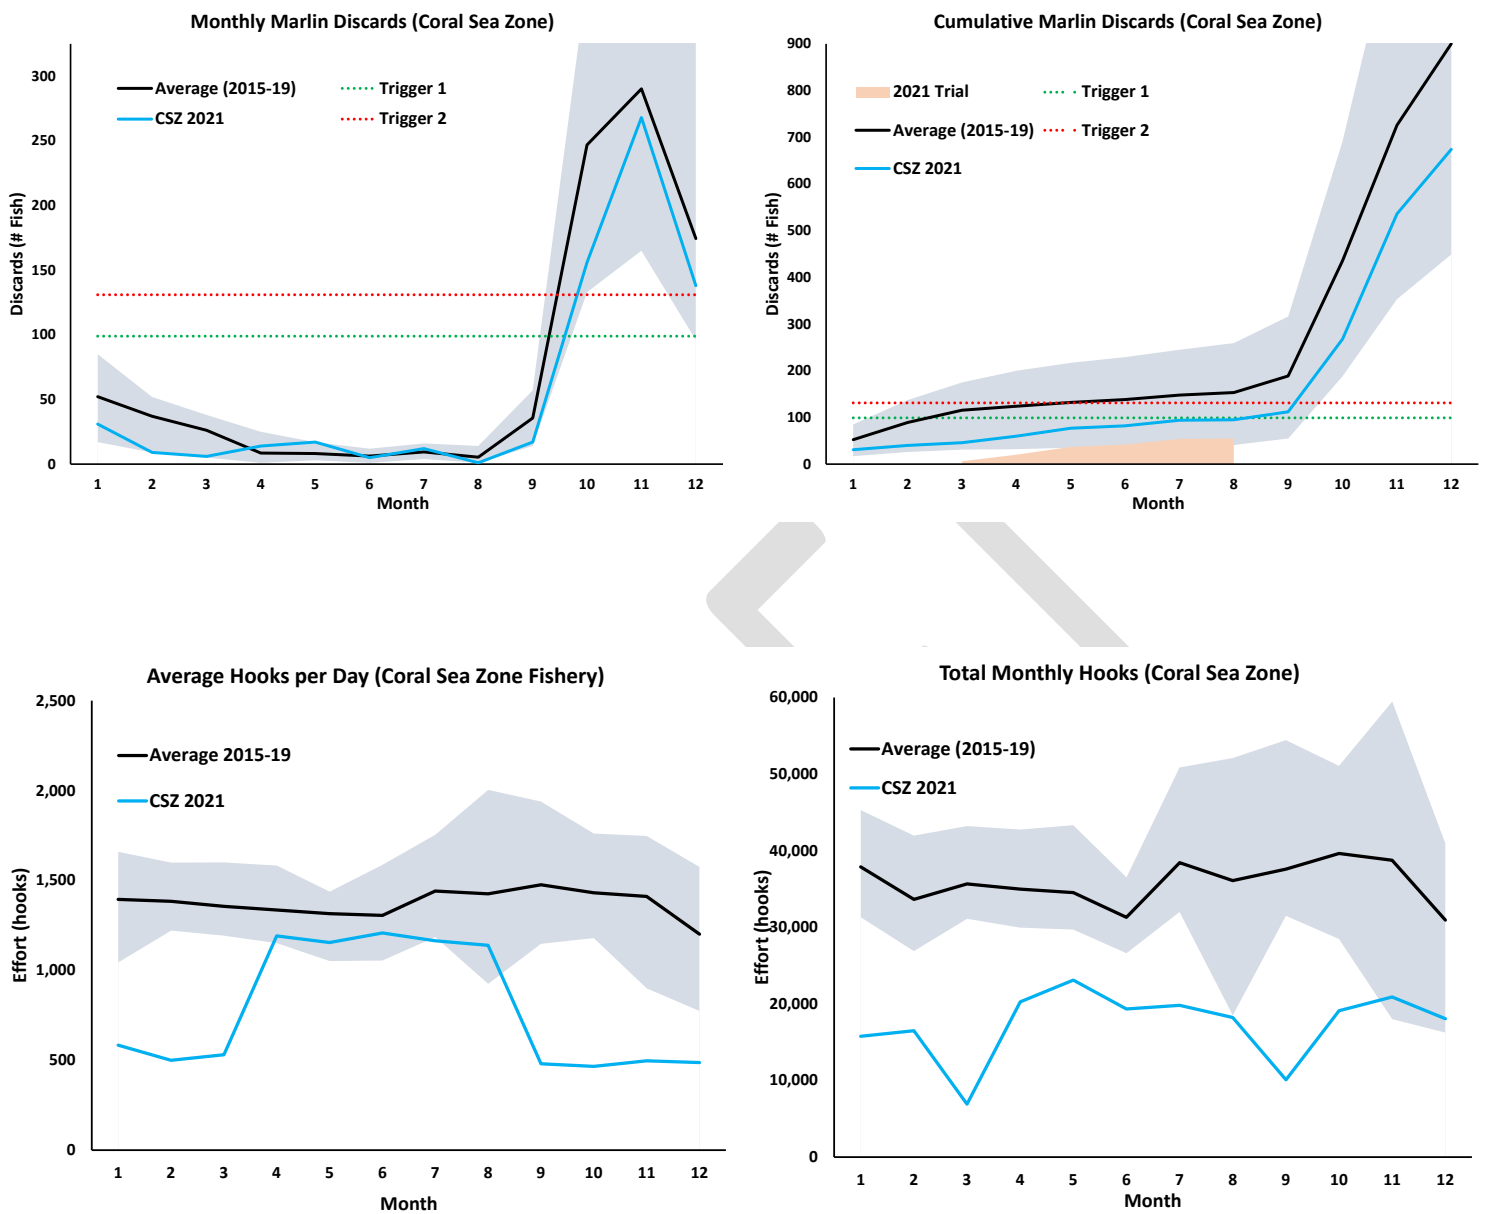 Monthly Marlin Discards (Coral Sea Zone)
300
250
200
150
100
50
0
Discards (# Fish)
Average (2015-19)
Trigger 1
CSZ 2021
Trigger 2
1 2 3 4 5 6 7 8 9 10 11 12
Month
Cumulative Marlin Discards (Coral Sea Zone)
900
800
700
600
500
400
300
200
100
0
Discards (# Fish)
2021 Trial
Trigger 1
Average (2015-19)
Trigger 2
CSZ 2021
1 2 3 4 5 6 7 8 9 10 11 12
Month
Average Hooks per Day (Coral Sea Zone Fishery)
2,500
2,000
1,500
1,000
500
0
Effort (hooks)
Average 2015-19
CSZ 2021
1 2 3 4 5 6 7 8 9 10 11 12
Month
Total Monthly Hooks (Coral Sea Zone)
60,000
50,000
40,000
30,000
20,000
10,000
0
Effort (hooks)
Average (2015-19)
CSZ 2021
1 2 3 4 5 6 7 8 9 10 11 12
Month